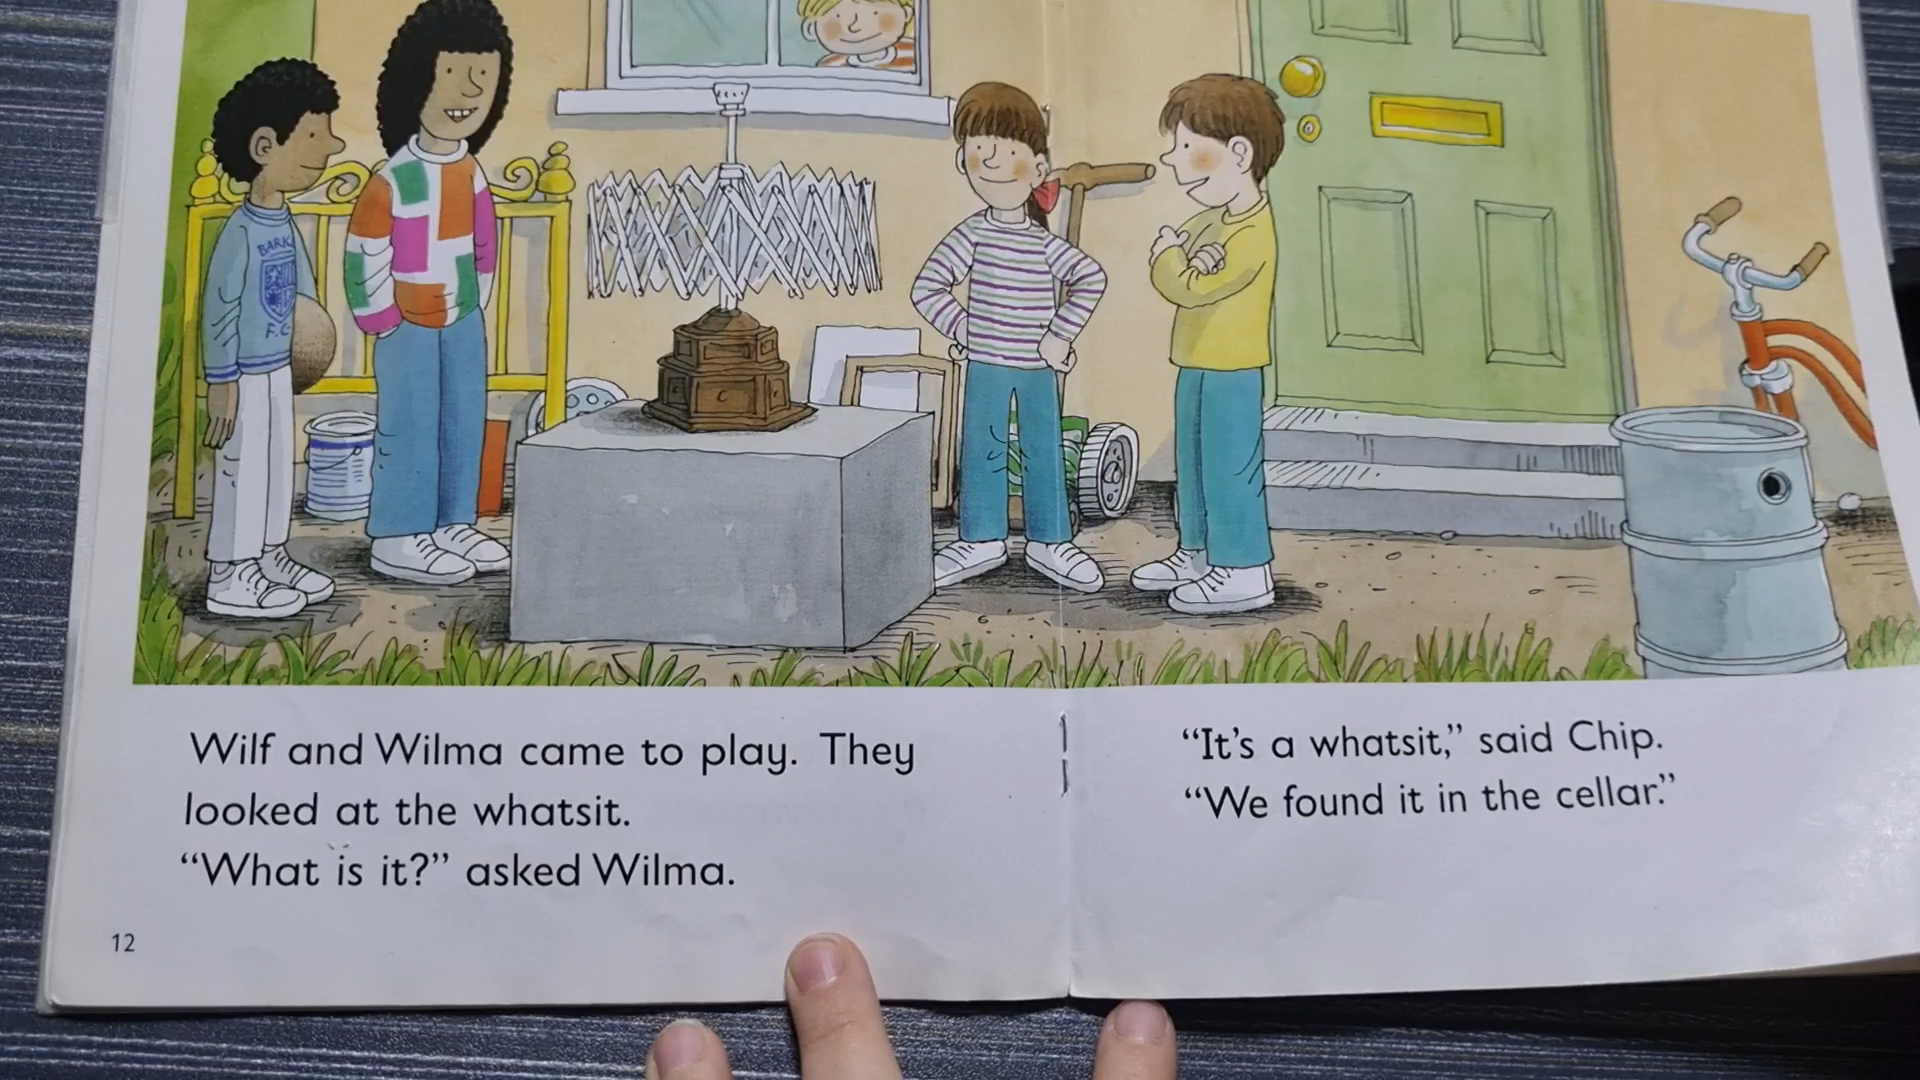 BARK
F.C.
Wilf and Wilma came to play. They
looked at the whatsit.
“What is it?” asked Wilma.
12
“It’s a whatsit,” said Chip.
“We found it in the cellar.”